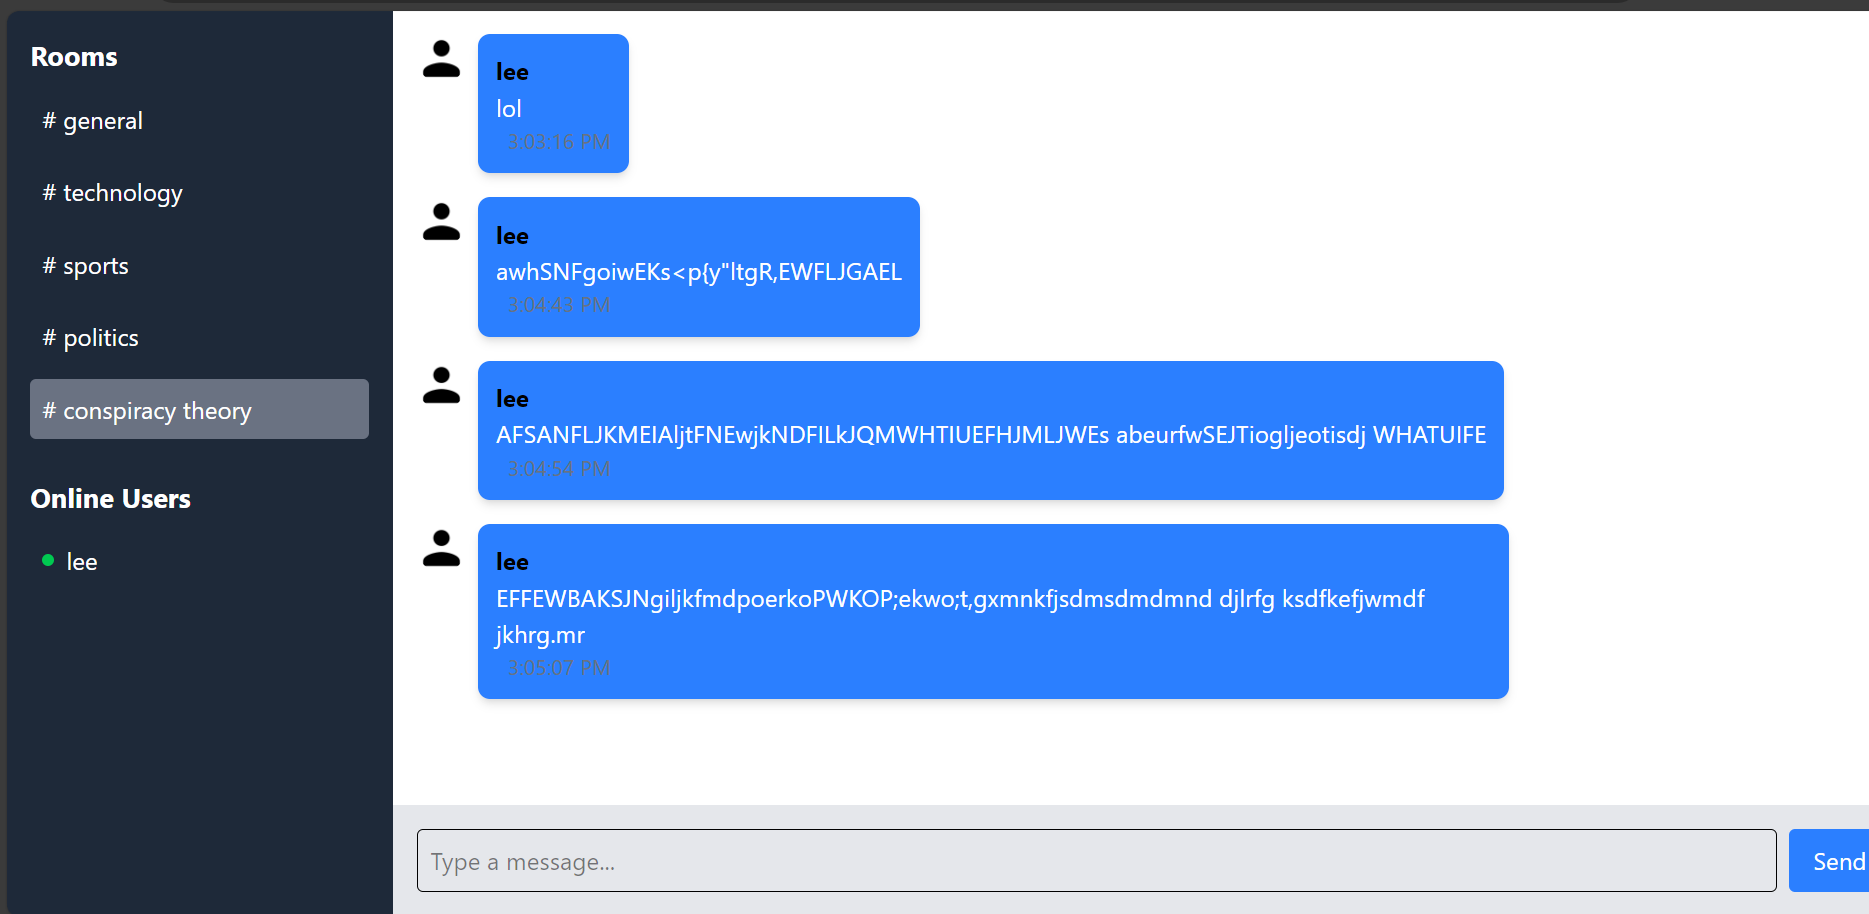 Rooms
# general
# technology
# sports
# politics
# conspiracy theory
Online Users
lee
lee
lol
3:03:16 PM
lee
awhSNFgoiwEKs<p{y"ltgR,EWFLJGAEL
3:04:43 PM
lee
AFSANFLJKMEIAljtFNEwjkNDFILkJQMWHTIUEFHJMLJWEs abeurfwSEJTiogljeotisdj WHATUIFE
3:04:54 PM
lee
EFFEWBAKSJNgiljkfmdpoerkoPWKOP;ekwo;t,gxmnkfjsdmsdmdmnd djlrfg ksdfkefjwmdf
jkhrg.mr
3:05:07 PM
Type a message...
Send